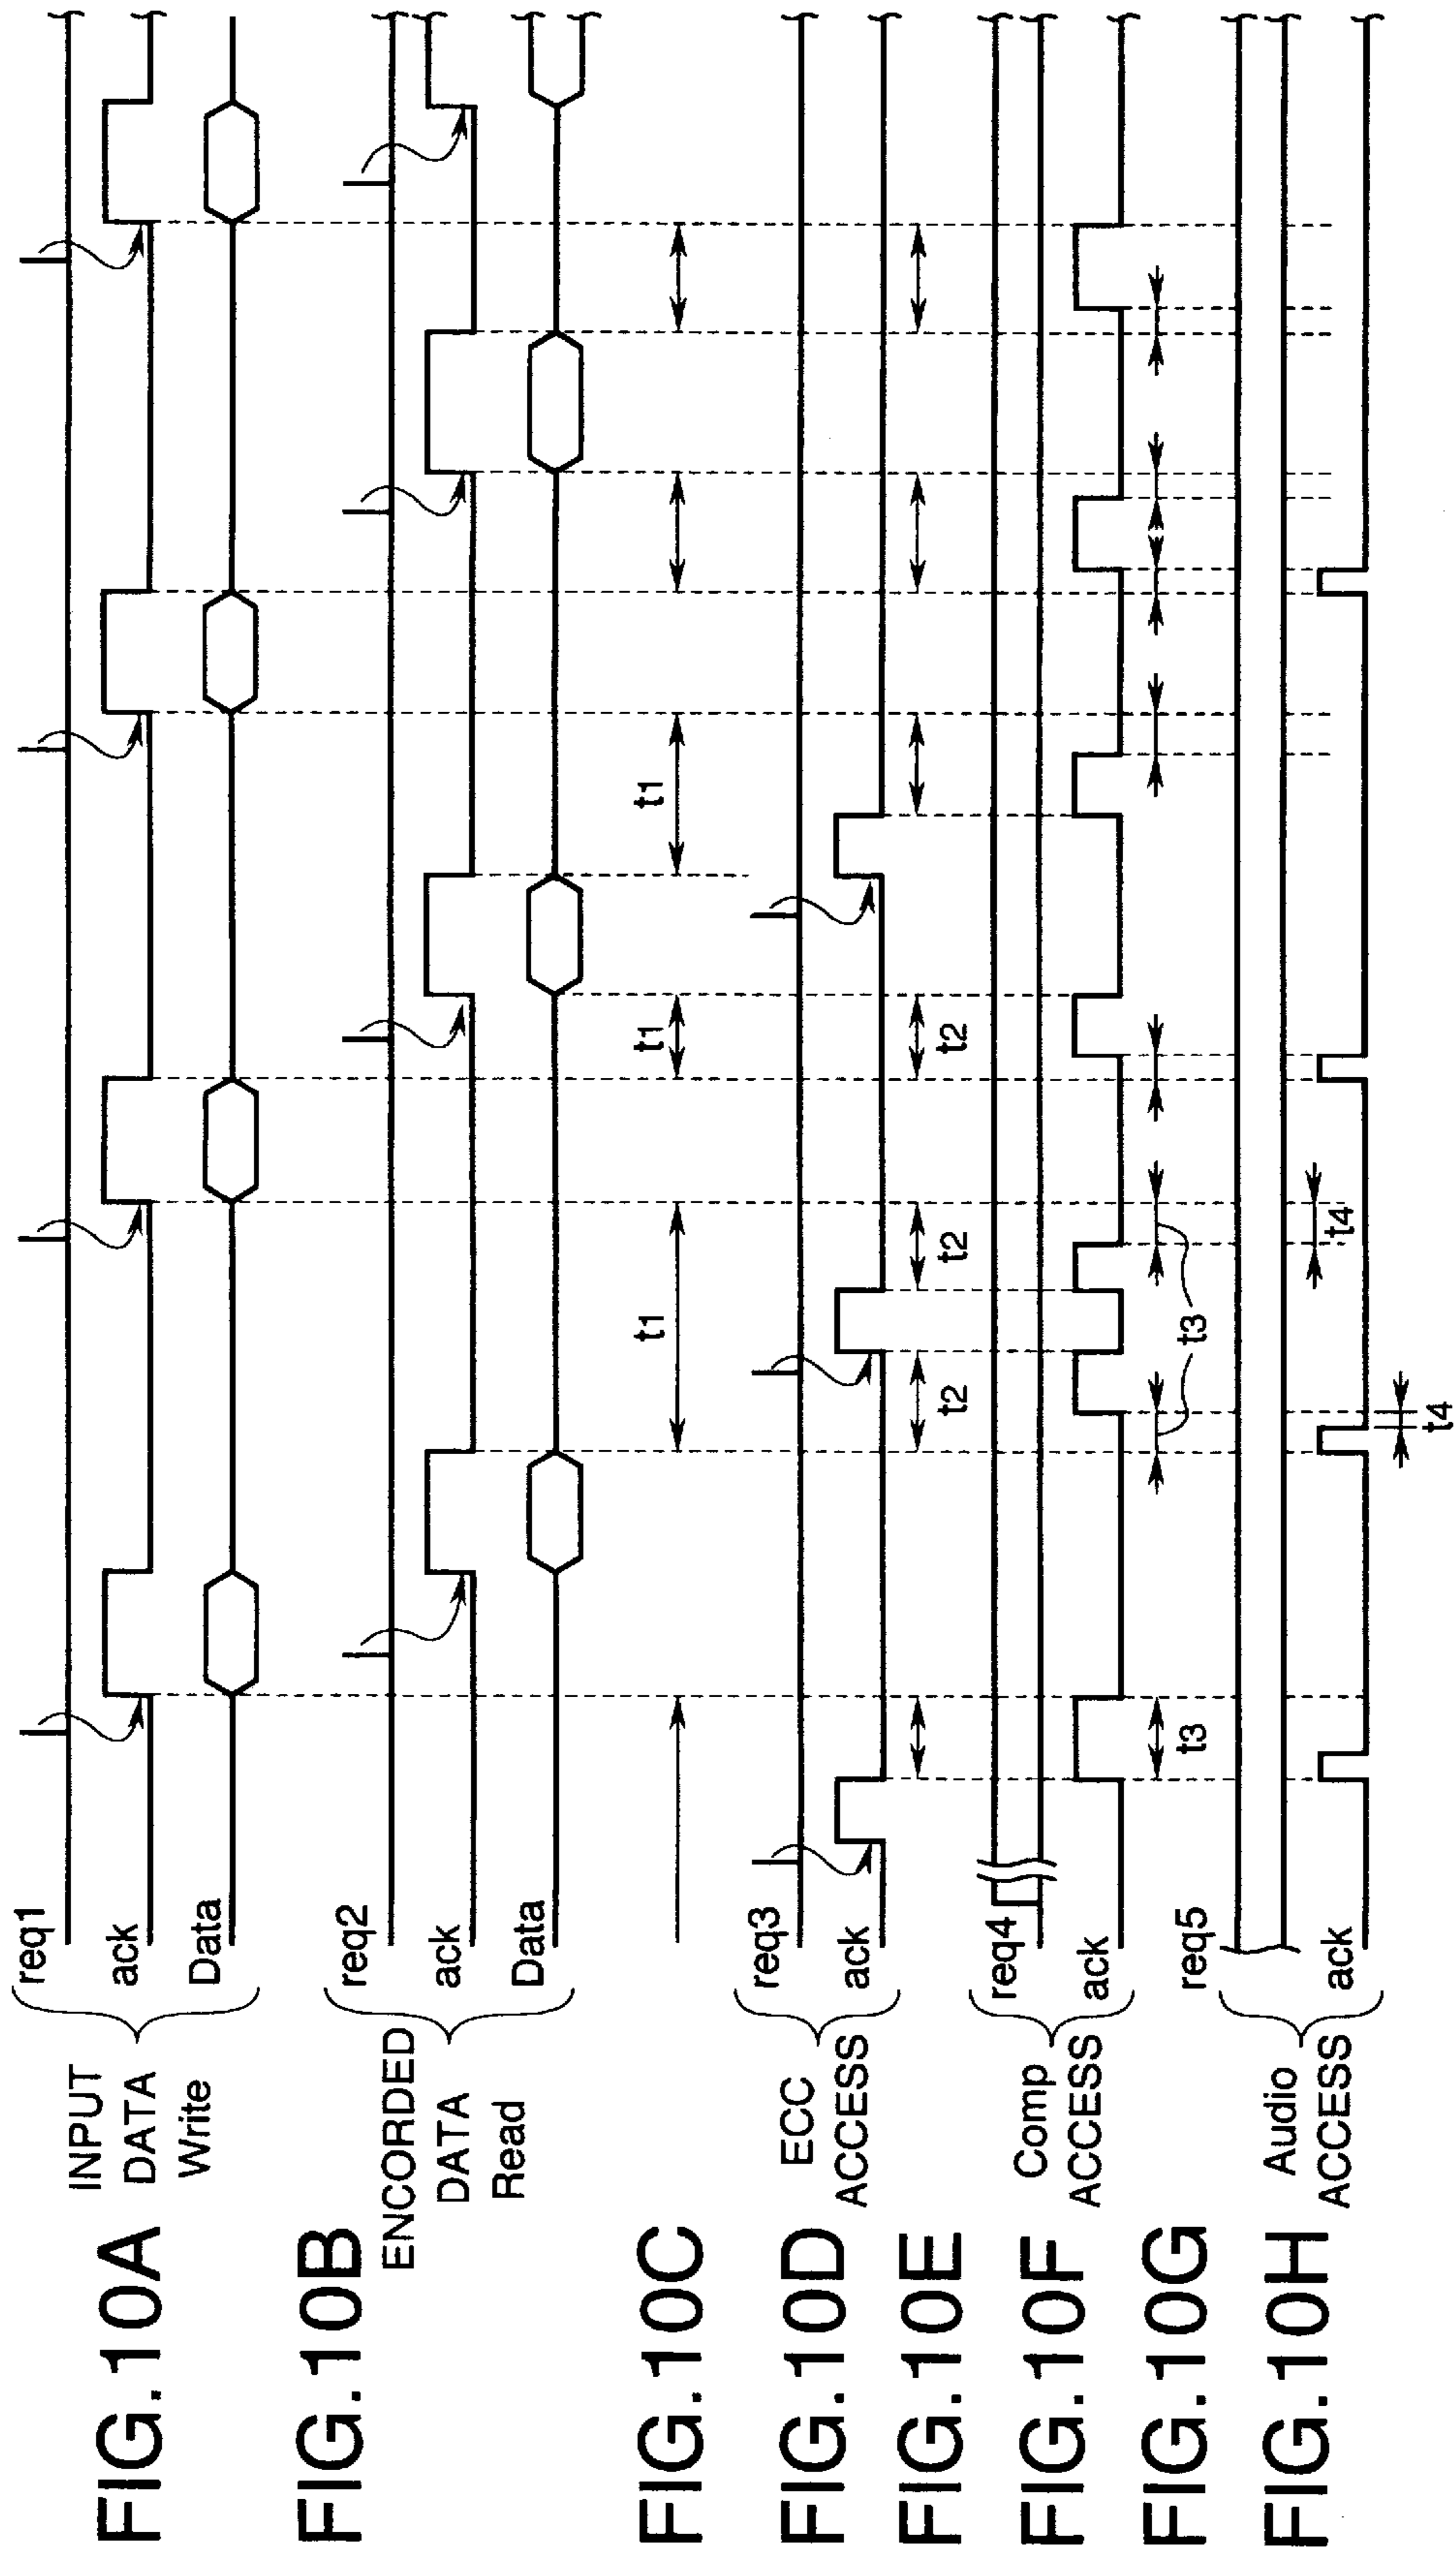 FIG.10A
INPUT
DATA
Write
req1
ack
Data
FIG.10B
ENCORDED
DATA
Read
req2
ack
Data
FIG.10C
t1
t1
t1
FIG.10D
ECC
ACCESS
req3
ack
FIG.10E
t2
t2
t2
FIG.10F
Comp
ACCESS
req4
ack
FIG.10G
t3
t3
FIG.10H
Audio
ACCESS
req5
ack
t4
t4